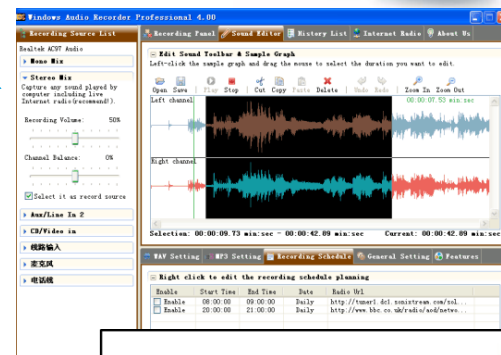 Windows Audio Recorder Professional 4.00
Recording Source List
Recording Panel Sound Editor History List Internet Radio About Us
Realtek AC97 Audio
Mono Mix
Stereo Mix
Capture any sound played by
computer including live
Internet radio(recommend!).
Recording Volume: 50%
Channel Balance: 0%
Select it as record source
Aux/Line In 2
CD/Video in
线路输入
麦克风
电话线
Edit Sound Toolbar & Sample Graph
Left-click the sample graph and drag the mouse to select the duration you want to edit.
Open Save Play Stop Cut Copy Paste Delete Undo Redo Zoom In Zoom Out
Left channel 00:00:07.53 min:sec
Right channel
Selection: 00:00:09.73 min:sec - 00:00:42.89 min:sec Current: 00:00:42.89 min:sec
WAV Setting MP3 Setting Recording Schedule General Setting Features
Right click to edit the recording schedule planning
Enable Start Time End Time Date Radio Url
Enable 08:00:00 09:00:00 Daily http://tuner1.dc1.sonixtream.com/sol...
Enable 20:00:00 21:00:00 Daily http://www.bbc.co.uk/radio/aod/netwo...